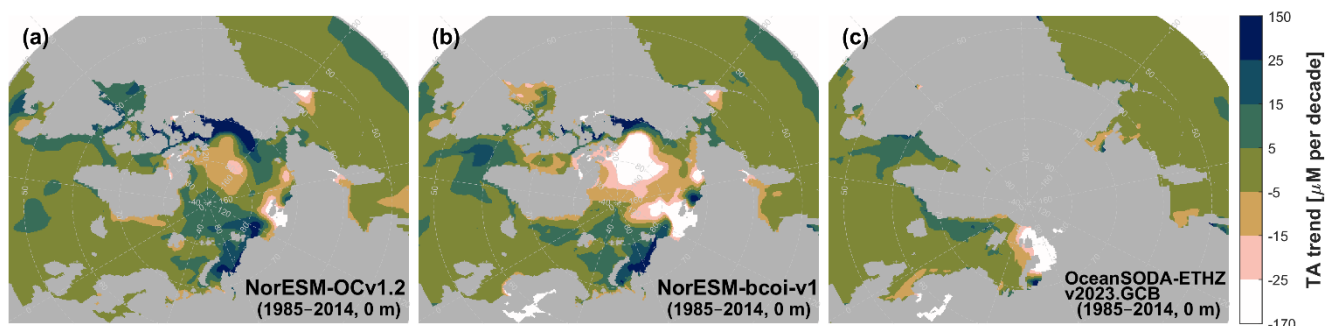 (a)
NorESM-OCv1.2
(1985–2014, 0 m)
(b)
NorESM-bcoi-v1
(1985–2014, 0 m)
(c)
OceanSODA-ETHZ
v2023.GCB
(1985–2014, 0 m)
150
25
15
5
-5
-15
-25
-170
TA trend [μM per decade]